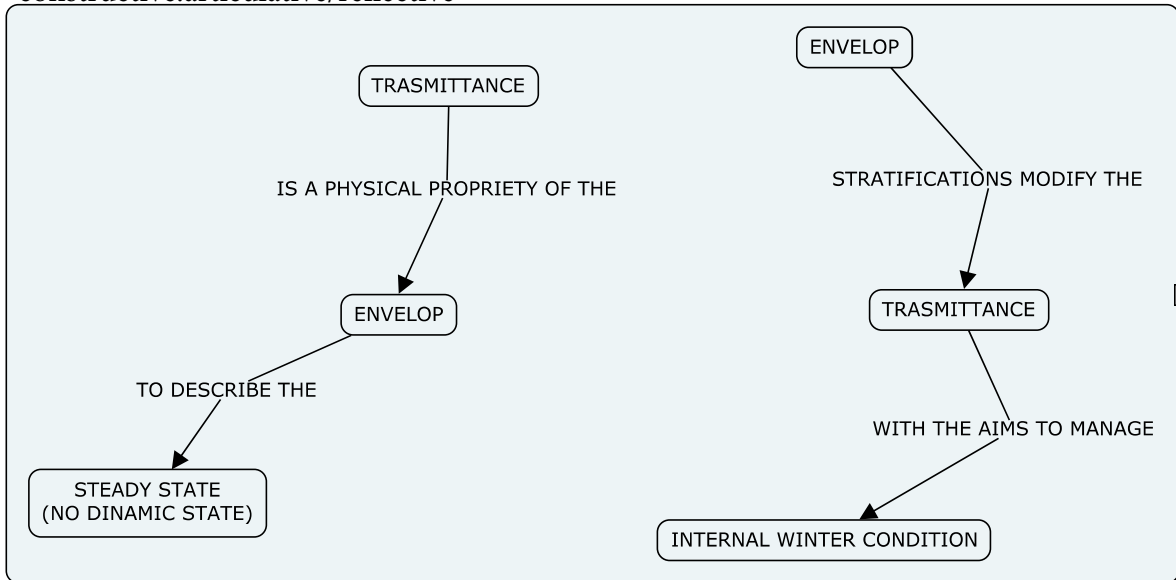 TRASMITTANCE
IS A PHYSICAL PROPRIETY OF THE
ENVELOP
TO DESCRIBE THE
STEADY STATE
(NO DINAMIC STATE)
ENVELOP
STRATIFICATIONS MODIFY THE
TRASMITTANCE
WITH THE AIMS TO MANAGE
INTERNAL WINTER CONDITION